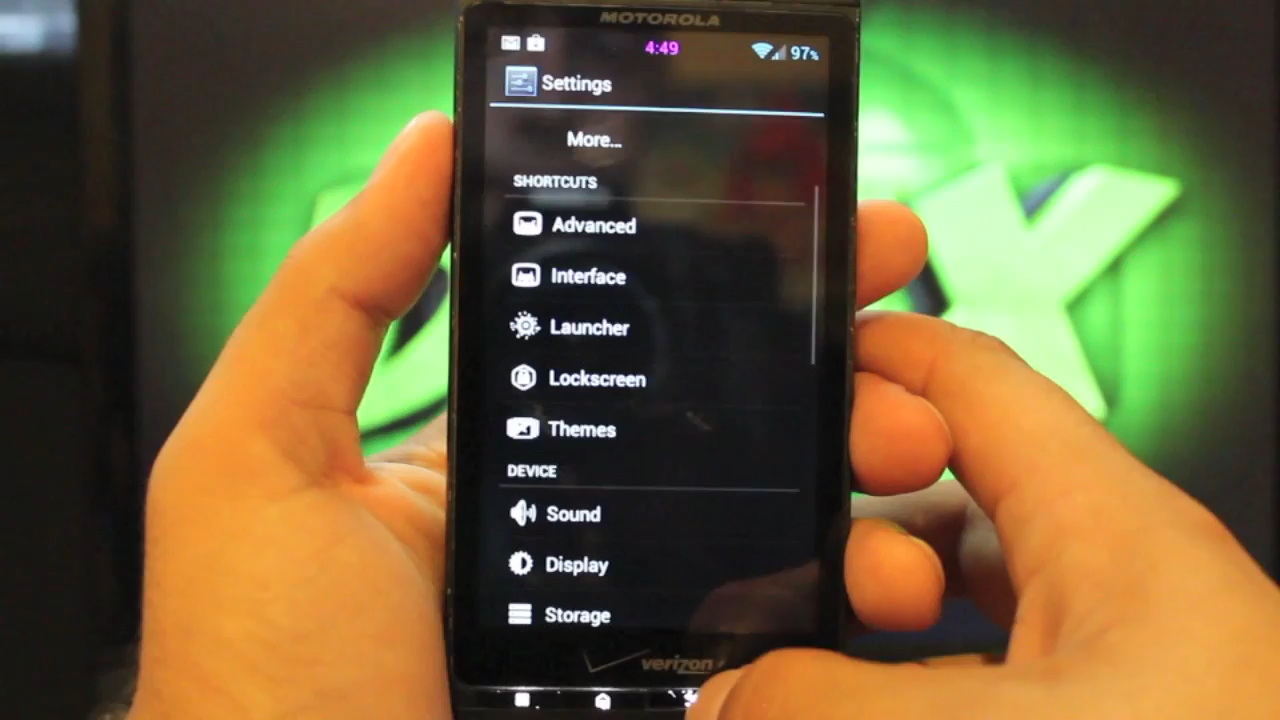 MOTOROLA
4:49 97%
Settings
More...
SHORTCUTS
Advanced
Interface
Launcher
Lockscreen
Themes
DEVICE
Sound
Display
Storage
verizon
X